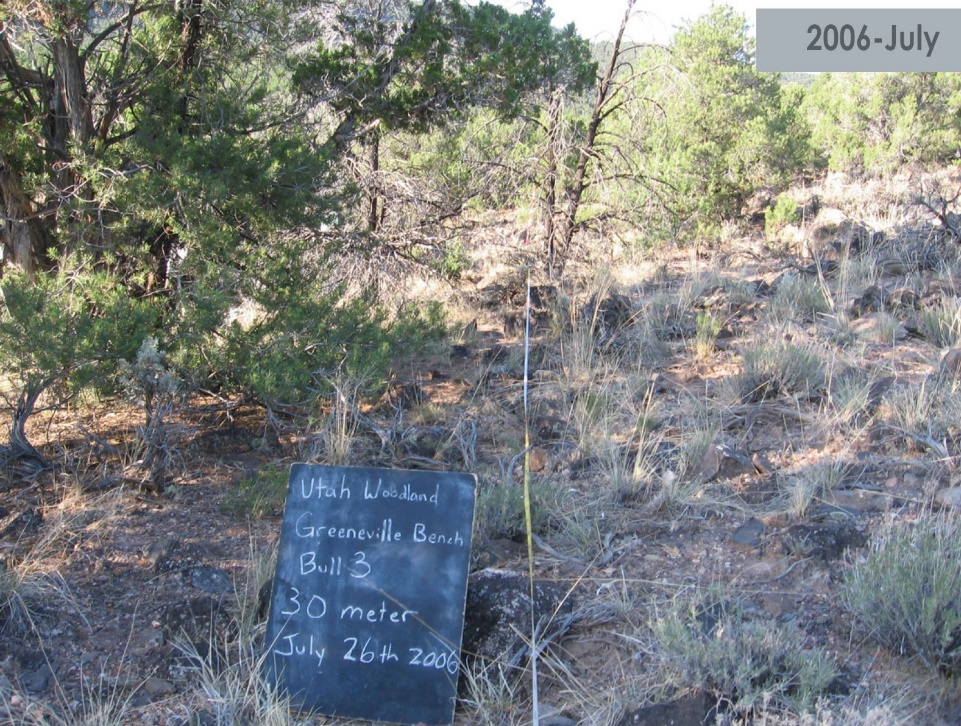 2006-July
Utah Woodland
Greeneville Bench
Bull 3
30 meter
July 26th 2006